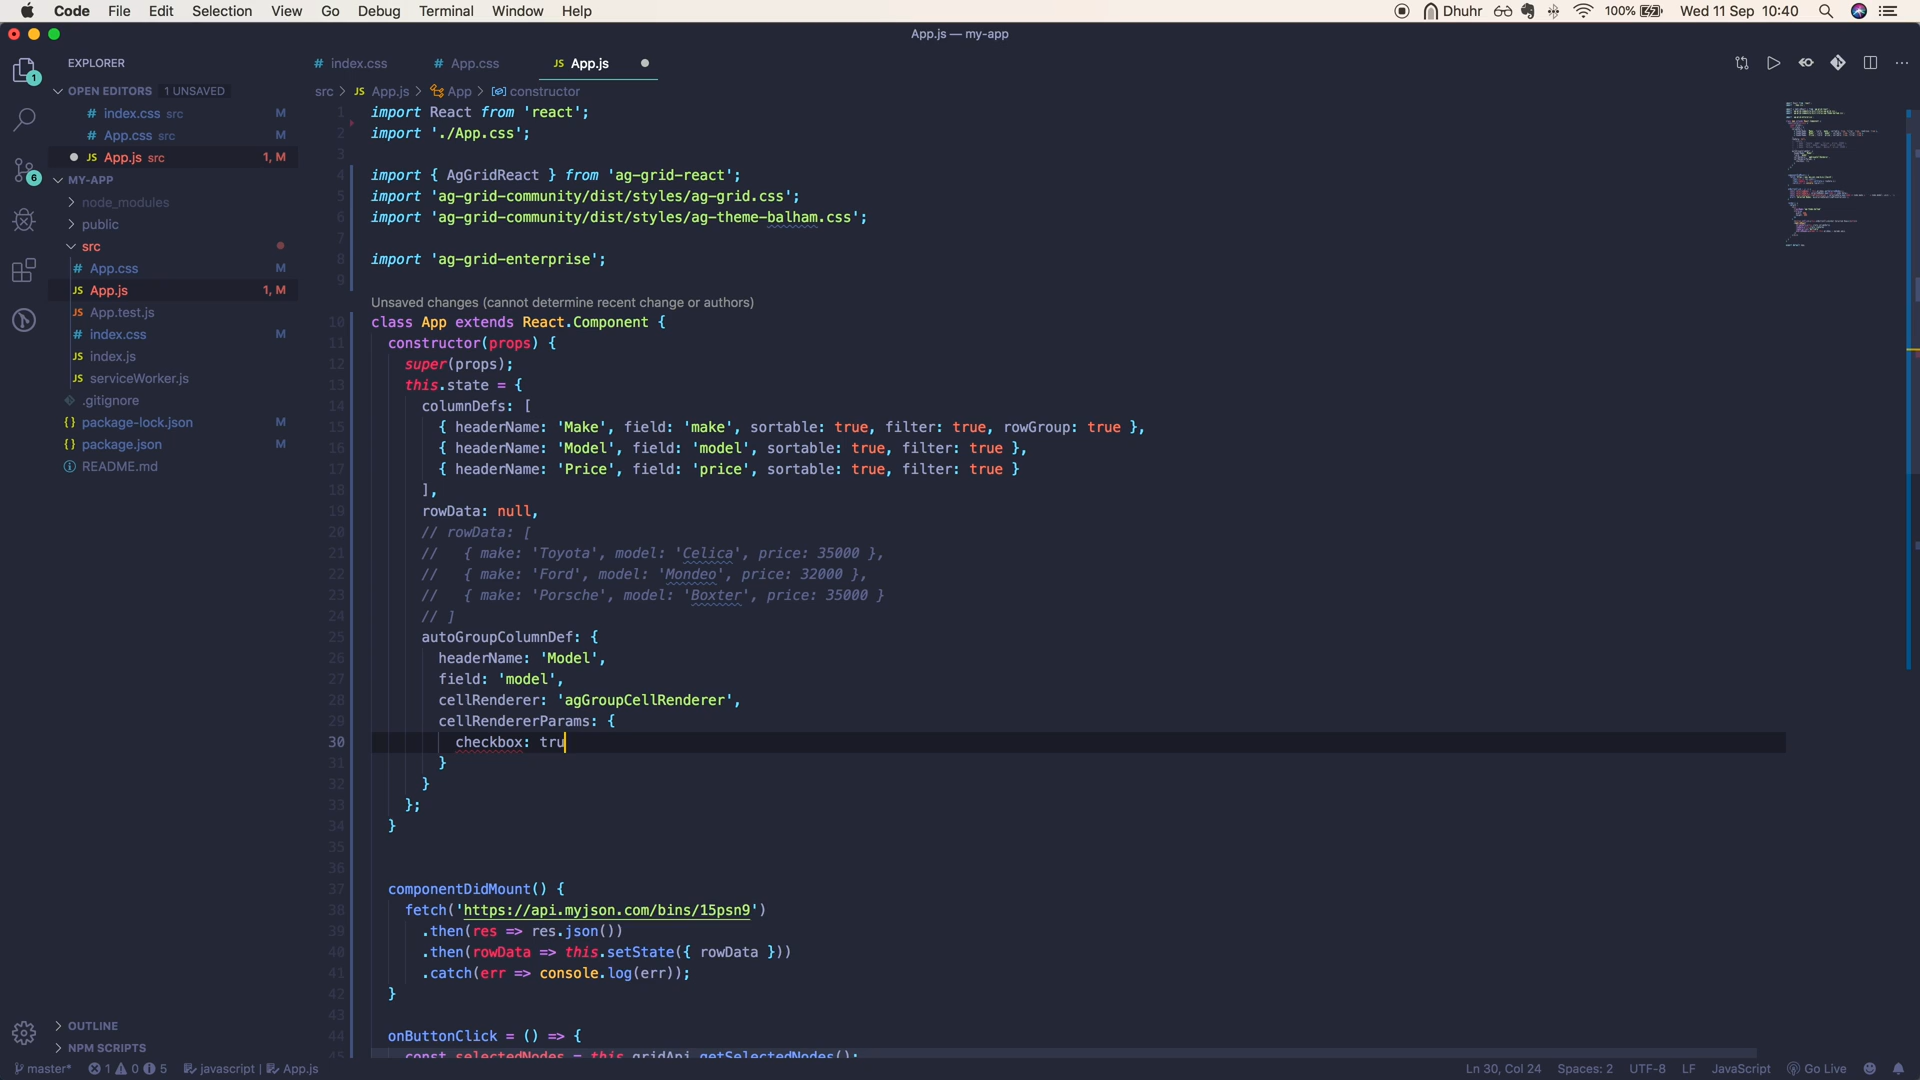 Code File Edit Selection View Go Debug Terminal Window Help
Dhuhr 100% Wed 11 Sep 10:40
App.js — my-app
EXPLORER
OPEN EDITORS 1 UNSAVED
# index.css src M
# App.css src M
JS App.js src 1, M
MY-APP
node_modules
public
src
# App.css M
JS App.js 1, M
JS App.test.js
# index.css M
JS index.js
JS serviceWorker.js
.gitignore
{} package-lock.json M
{} package.json M
README.md
OUTLINE
NPM SCRIPTS
1
6
# index.css
# App.css
JS App.js
src > JS App.js > App > constructor
1 import React from 'react';
2 import './App.css';
3
4 import { AgGridReact } from 'ag-grid-react';
5 import 'ag-grid-community/dist/styles/ag-grid.css';
6 import 'ag-grid-community/dist/styles/ag-theme-balham.css';
7
8 import 'ag-grid-enterprise';
9
Unsaved changes (cannot determine recent change or authors)
10 class App extends React.Component {
11 constructor(props) {
12 super(props);
13 this.state = {
14 columnDefs: [
15 { headerName: 'Make', field: 'make', sortable: true, filter: true, rowGroup: true },
16 { headerName: 'Model', field: 'model', sortable: true, filter: true },
17 { headerName: 'Price', field: 'price', sortable: true, filter: true }
18 ],
19 rowData: null,
20 // rowData: [
21 // { make: 'Toyota', model: 'Celica', price: 35000 },
22 // { make: 'Ford', model: 'Mondeo', price: 32000 },
23 // { make: 'Porsche', model: 'Boxter', price: 35000 }
24 // ]
25 autoGroupColumnDef: {
26 headerName: 'Model',
27 field: 'model',
28 cellRenderer: 'agGroupCellRenderer',
29 cellRendererParams: {
30 checkbox: tru
31 }
32 }
33 };
34 }
35
36
37 componentDidMount() {
38 fetch('https://api.myjson.com/bins/15psn9')
39 .then(res => res.json())
40 .then(rowData => this.setState({ rowData }))
41 .catch(err => console.log(err));
42 }
43
44 onButtonClick = () => {
45 const selectedNodes = this.gridApi.getSelectedNodes();
master* 1 0 5 javascript | App.js
Ln 30, Col 24 Spaces: 2 UTF-8 LF JavaScript Go Live